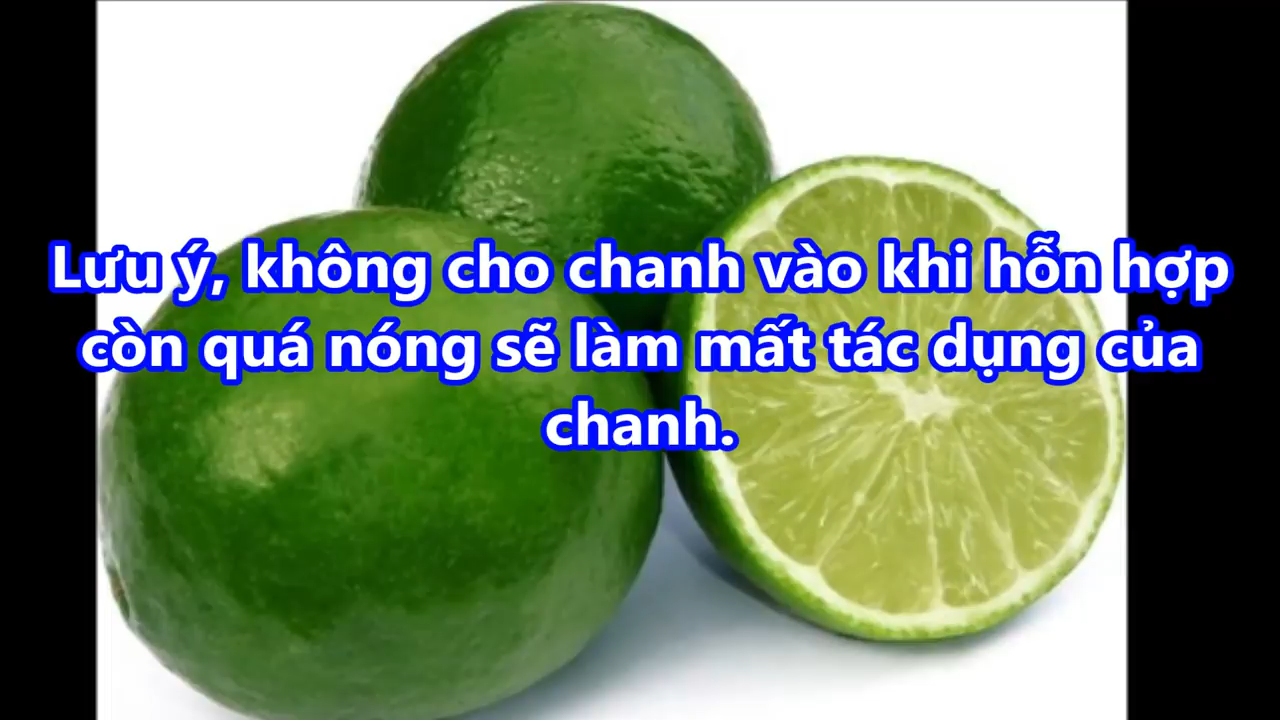 Lưu ý, không cho chanh vào khi hỗn hợp
còn quá nóng sẽ làm mất tác dụng của
chanh.